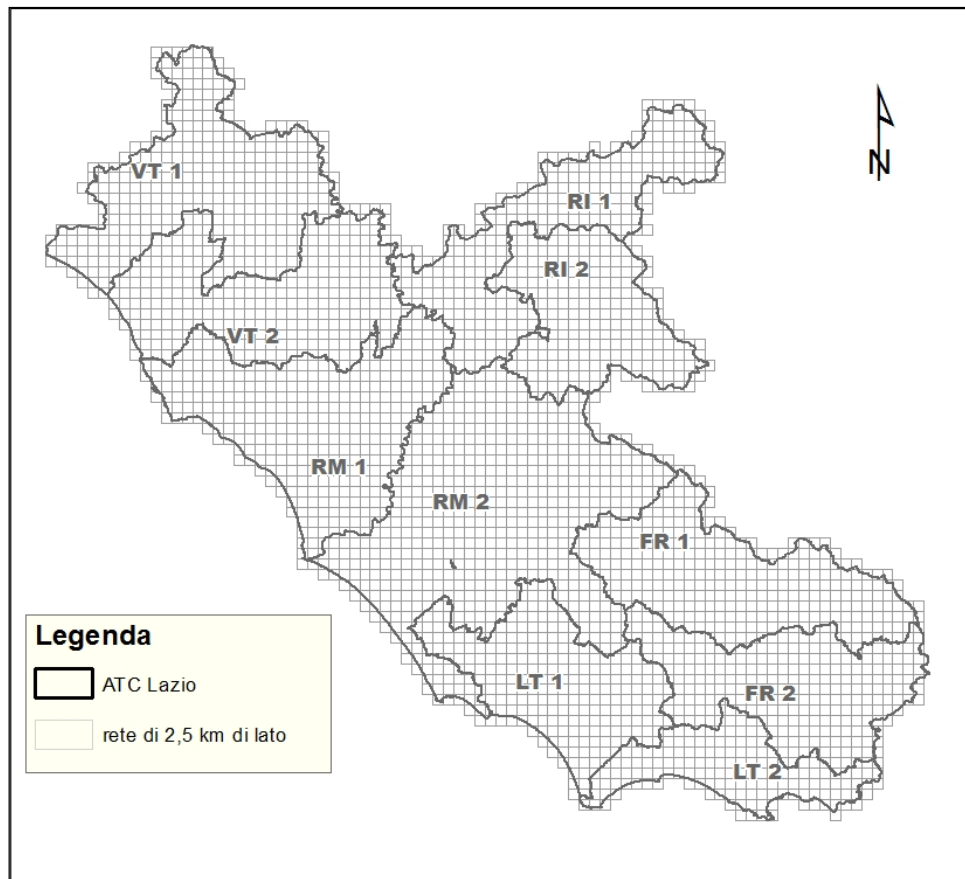 N
VT 1
RI 1
RI 2
VT 2
RM 1
RM 2
FR 1
LT 1
FR 2
LT 2
Legenda
ATC Lazio
rete di 2,5 km di lato